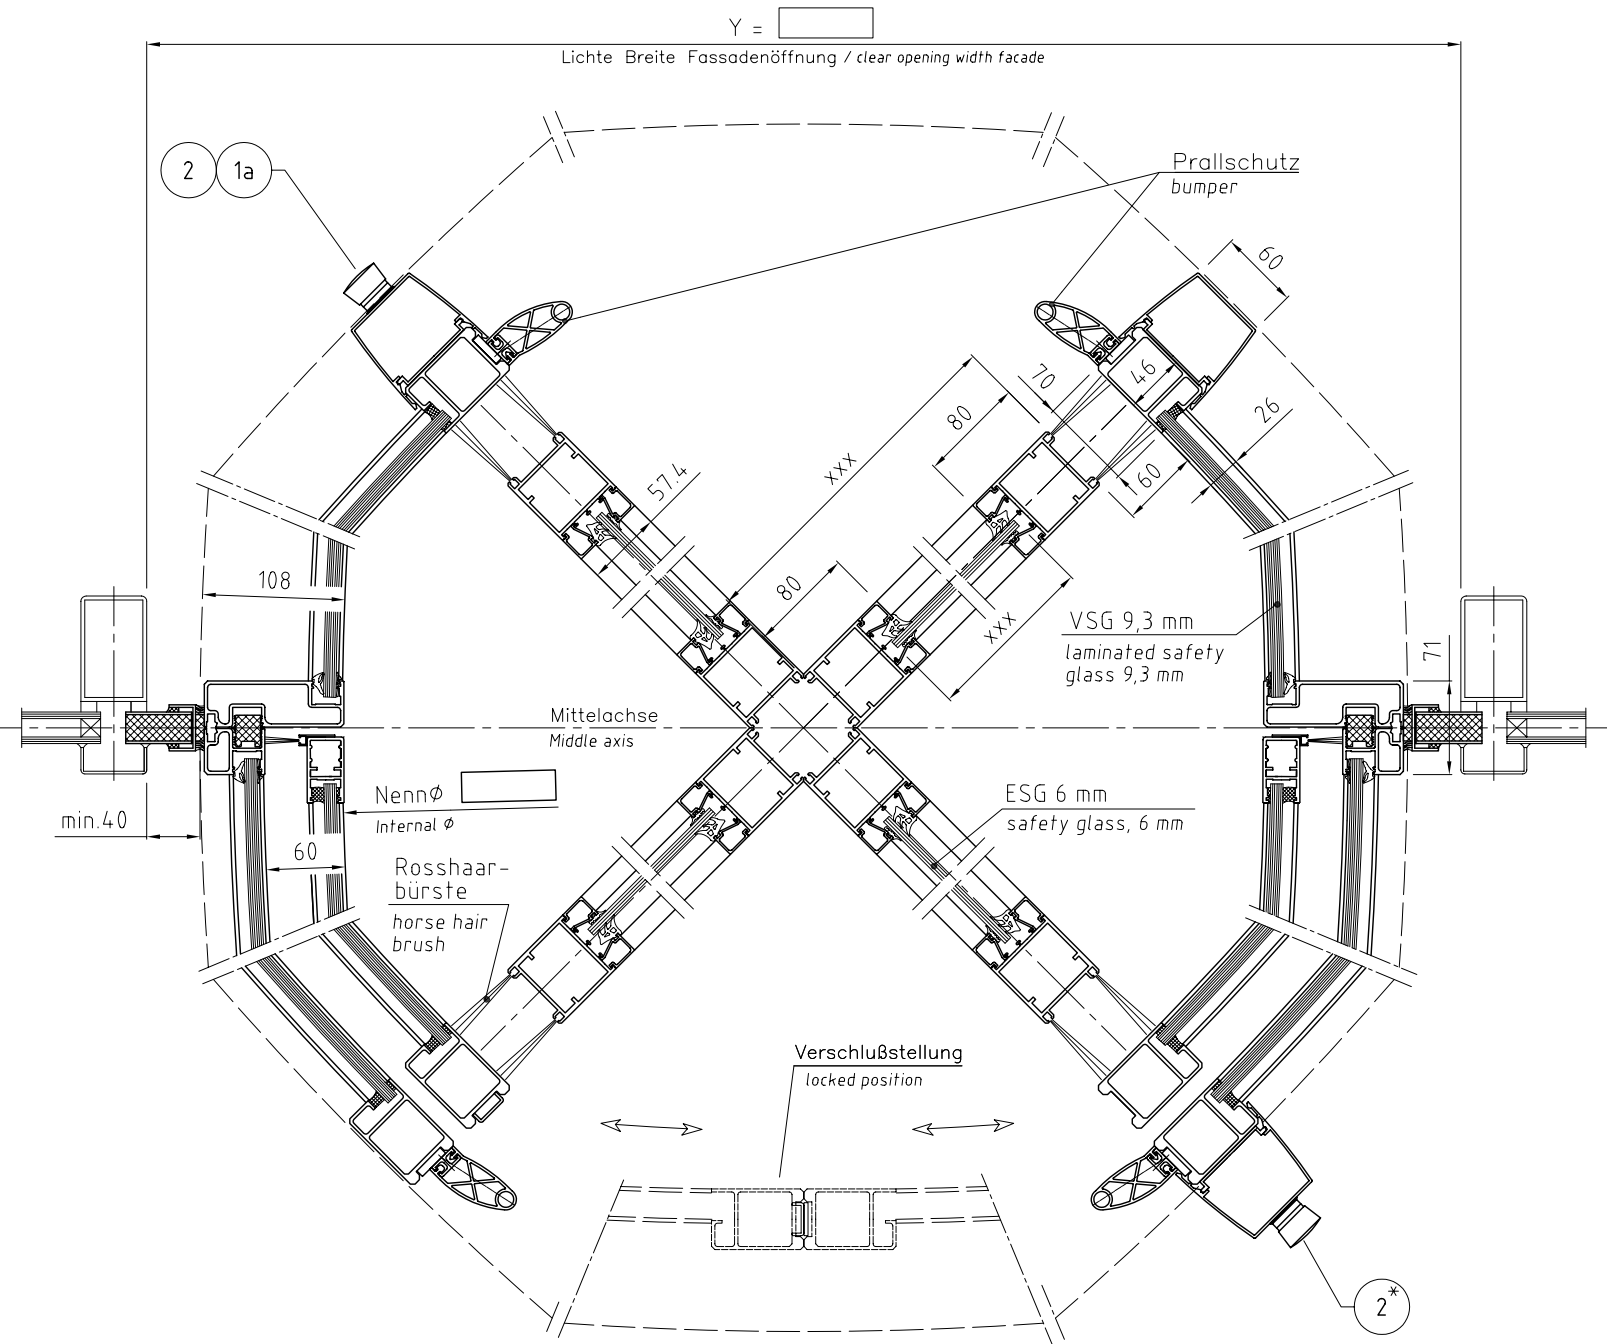 Y =
Lichte Breite Fassadenöffnung / clear opening width facade
2 1a
Prallschutz
bumper
60
70
46
80
26
xxx
57.4
60
108
80
xxx
VSG 9,3 mm
laminated safety
glass 9,3 mm
71
Mittelachse
Middle axis
NennØ
Internal Ø
min.40
60
ESG 6 mm
safety glass, 6 mm
Rosshaar-
bürste
horse hair
brush
Verschlußstellung
locked position
2*